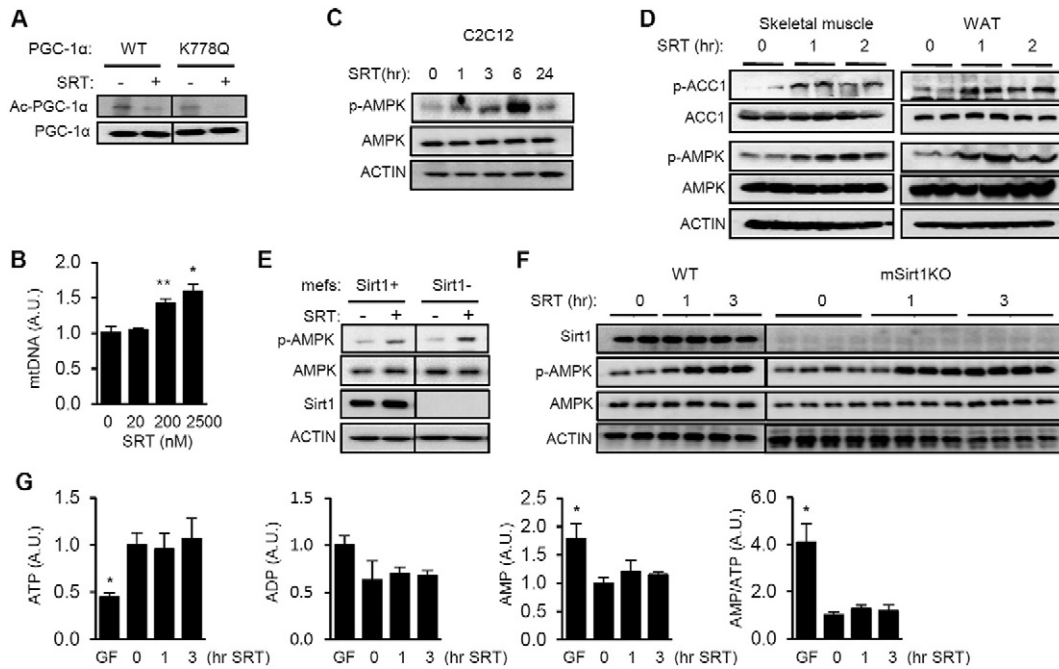 A
PGC-1α: WT K778Q
SRT: - + - +
Ac-PGC-1α
PGC-1α
B
mtDNA (A.U.)
2.0
1.5
1.0
0.5
0.0
** *
0 20 200 2500
SRT (nM)
C
C2C12
SRT(hr) 0 1 3 6 24
p-AMPK
AMPK
ACTIN
D
Skeletal muscle WAT
SRT (hr) 0 1 2 0 1 2
p-ACC1
ACC1
p-AMPK
AMPK
ACTIN
E
mefs: Sirt1+ Sirt1-
SRT: - + - +
p-AMPK
AMPK
Sirt1
ACTIN
F
WT mSirt1KO
SRT (hr): 0 1 3 0 1 3
Sirt1
p-AMPK
AMPK
ACTIN
G
ATP (A.U.)
1.5
1.0
0.5
0.0
*
GF 0 1 3 (hr SRT)
ADP (A.U.)
1.5
1.0
0.5
0.0
GF 0 1 3 (hr SRT)
AMP (A.U.)
2.5
2.0
1.5
1.0
0.5
0.0
*
GF 0 1 3 (hr SRT)
AMP/ATP (A.U.)
6.0
4.0
2.0
0.0
*
GF 0 1 3 (hr SRT)